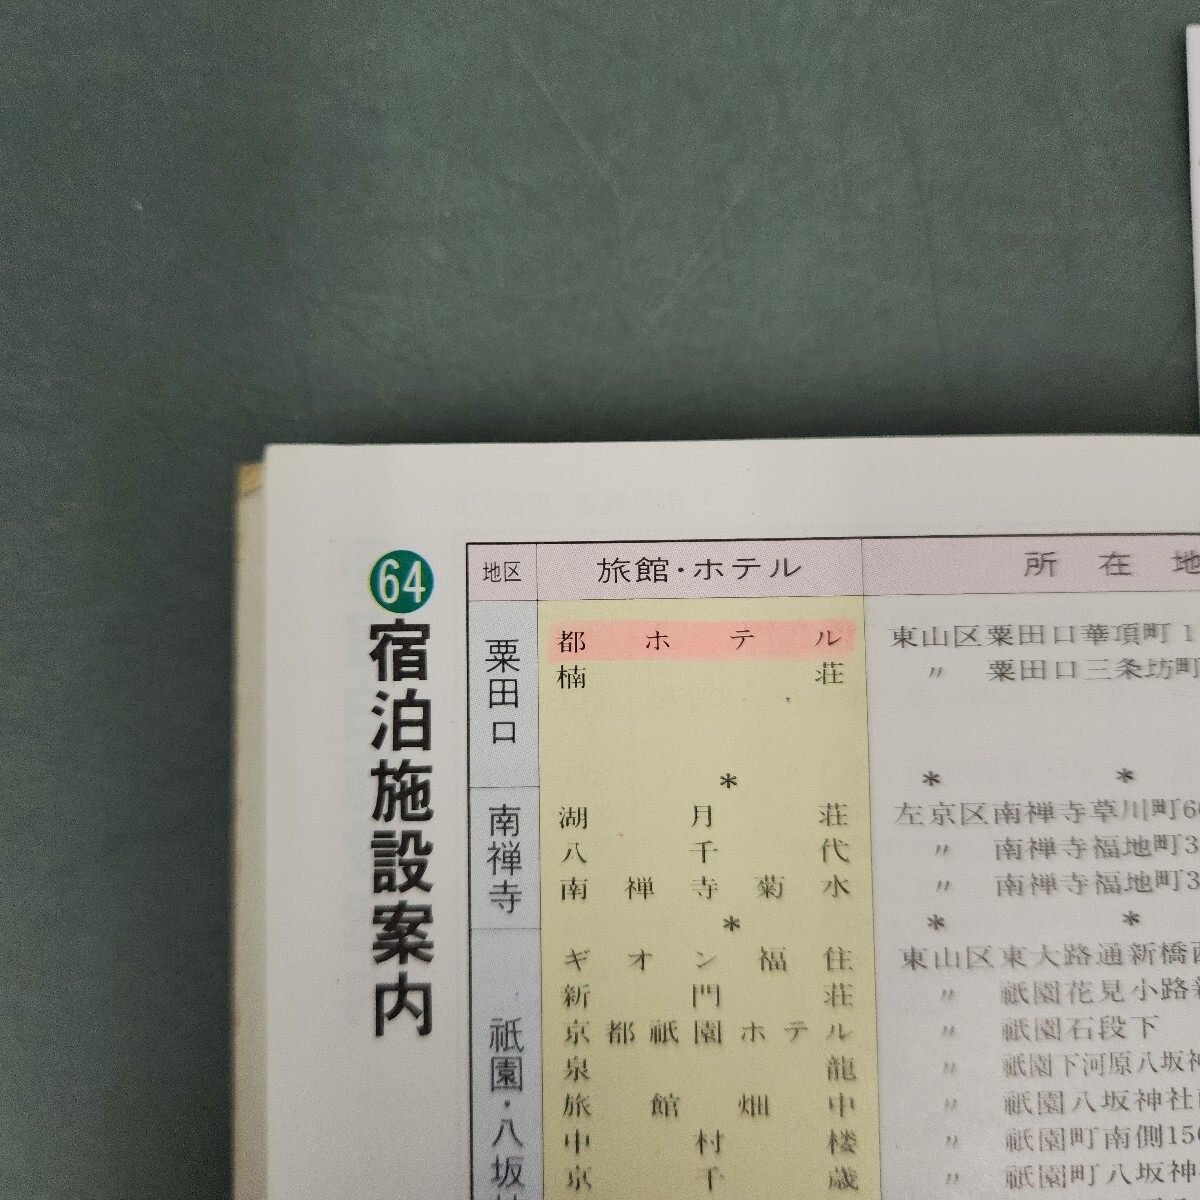 64 宿泊施設案内
地区 旅館・ホテル 所在地
粟田口
都ホテル 東山区粟田口華頂町1
楠荘 〃 粟田口三条坊町
* * *
南禅寺
湖月荘 左京区南禅寺草川町6
八千代 〃 南禅寺福地町3
南禅寺菊水 〃 南禅寺福地町3
* * *
祇園・八坂
ギオン福住 東山区東大路通新橋西
新門荘 〃 祇園花見小路新
京都祇園ホテル 〃 祇園石段下
泉龍 〃 祇園下河原八坂神
旅館畑中 〃 祇園八坂神社
中村楼 〃 祇園町南側150
京千歳 〃 祇園町八坂神